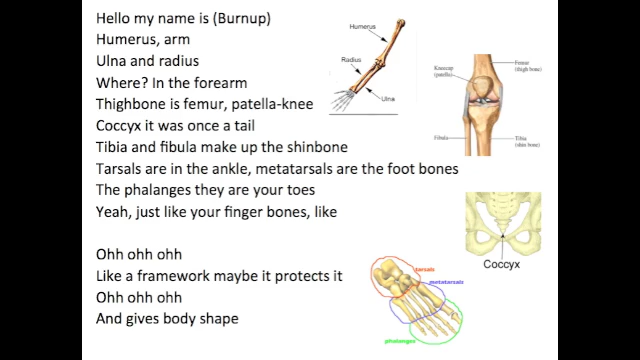 Hello my name is (Burnup)
Humerus, arm
Ulna and radius
Where? In the forearm
Thighbone is femur, patella-knee
Coccyx it was once a tail
Tibia and fibula make up the shinbone
Tarsals are in the ankle, metatarsals are the foot bones
The phalanges they are your toes
Yeah, just like your finger bones, like
Ohh ohh ohh
Like a framework maybe it protects it
Ohh ohh ohh
And gives body shape
Humerus
Radius
Ulna
Femur
(thigh bone)
Kneecap
(patella)
Fibula
Tibia
(shin bone)
Coccyx
tarsals
metatarsals
phalanges